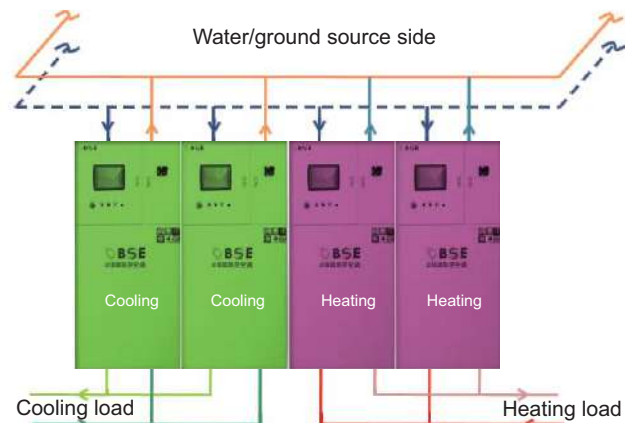 Water/ground source side
BSE
BSE
BSE
BSE
Cooling
Cooling
Heating
Heating
Cooling load
Heating load